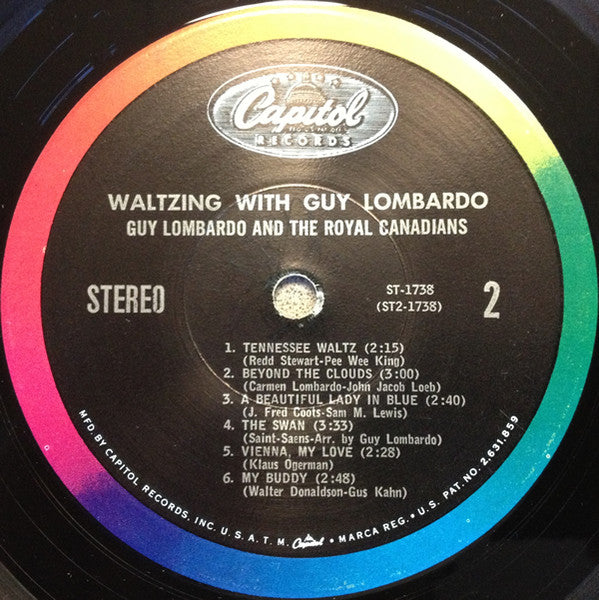 Capitol
RECORDS
WALTZING WITH GUY LOMBARDO
GUY LOMBARDO AND THE ROYAL CANADIANS
STEREO
ST-1738
(ST2-1738)
2
1. TENNESSEE WALTZ (2:15)
(Redd Stewart-Pee Wee King)
2. BEYOND THE CLOUDS (3:00)
(Carmen Lombardo-John Jacob Loeb)
3. A BEAUTIFUL LADY IN BLUE (2:40)
(J. Fred Coots-Sam M. Lewis)
4. THE SWAN (3:33)
(Saint-Saens-Arr. by Guy Lombardo)
5. VIENNA, MY LOVE (2:28)
(Klaus Ogerman)
6. MY BUDDY (2:48)
(Walter Donaldson-Gus Kahn)
MFD. BY CAPITOL RECORDS, INC. U.S.A. T.M. Capitol • MARCA REG. • U.S. PAT. NO. 2,631,859